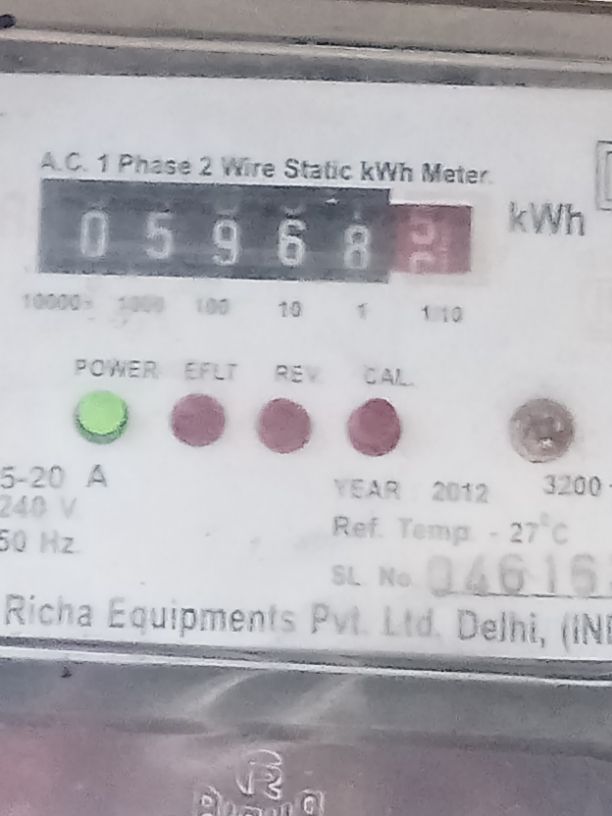 A.C. 1 Phase 2 Wire Static kWh Meter.
0 5 9 6 8 kWh
10000 1000 100 10 1 1/10
POWER EFLT REV. CAL.
5-20 A
YEAR 2012 3200
240 V
Ref. Temp. - 27°C
50 Hz
SL. No. 04616
Richa Equipments Pvt. Ltd. Delhi, (IN
R